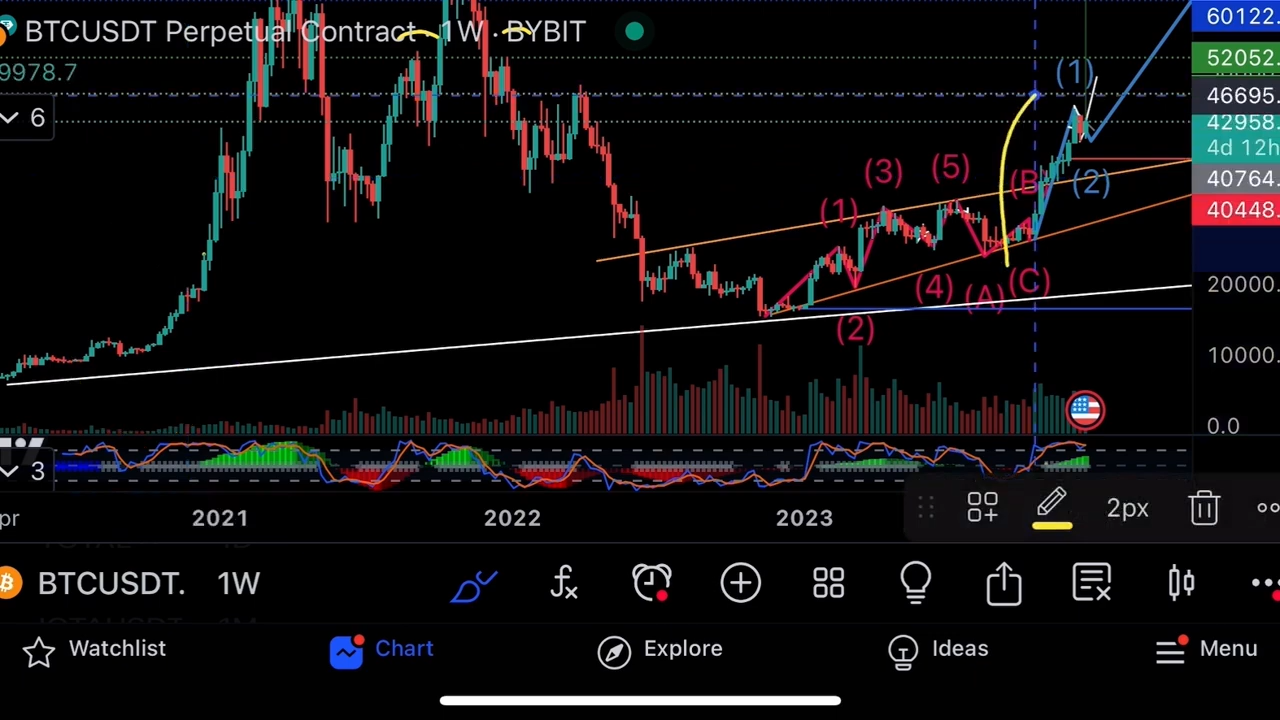 BTCUSDT Perpetual Contract · 1W · BYBIT
9978.7
6
60122.
52052.
46695.
42958.
4d 12h
40764.
40448.
20000.
10000.
0.0
(1)
(2)
(3)
(5)
(B)
(1)
(4)
(A)
(C)
(2)
3
pr
2021
2022
2023
2px
BTCUSDT. 1W
Watchlist
Chart
Explore
Ideas
Menu